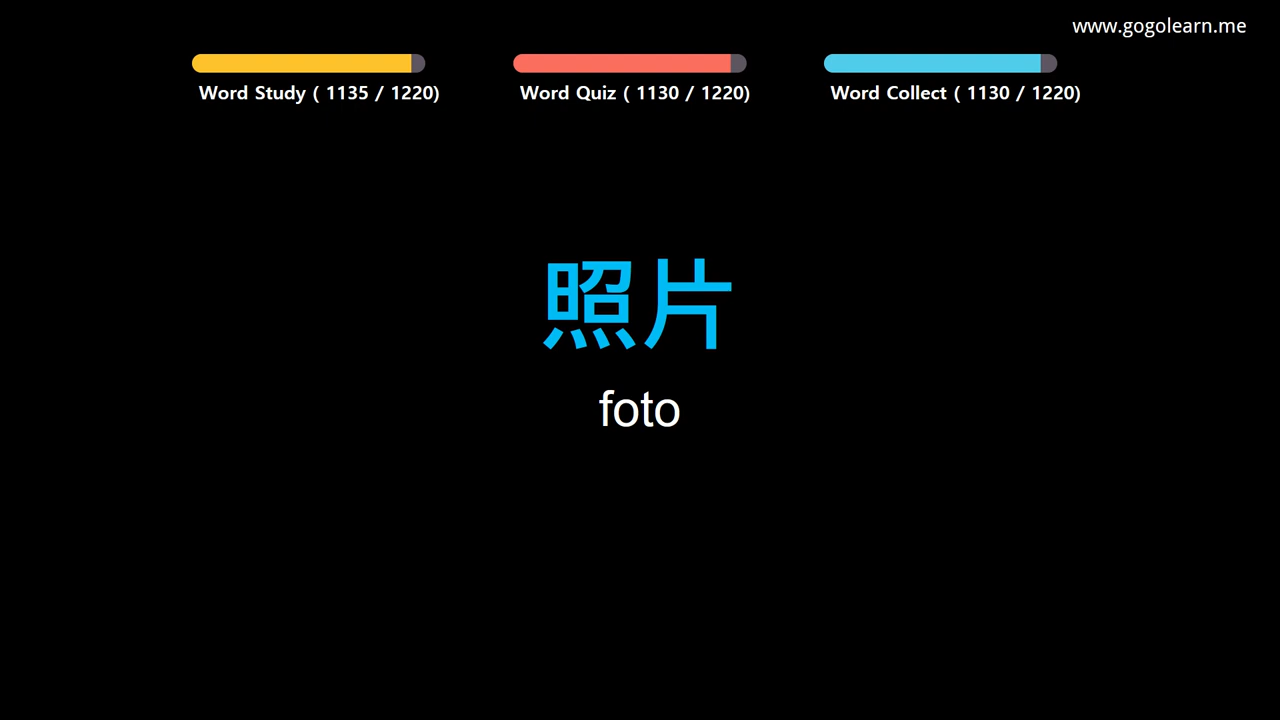 www.gogolearn.me
Word Study ( 1135 / 1220)
Word Quiz ( 1130 / 1220)
Word Collect ( 1130 / 1220)
照片
foto